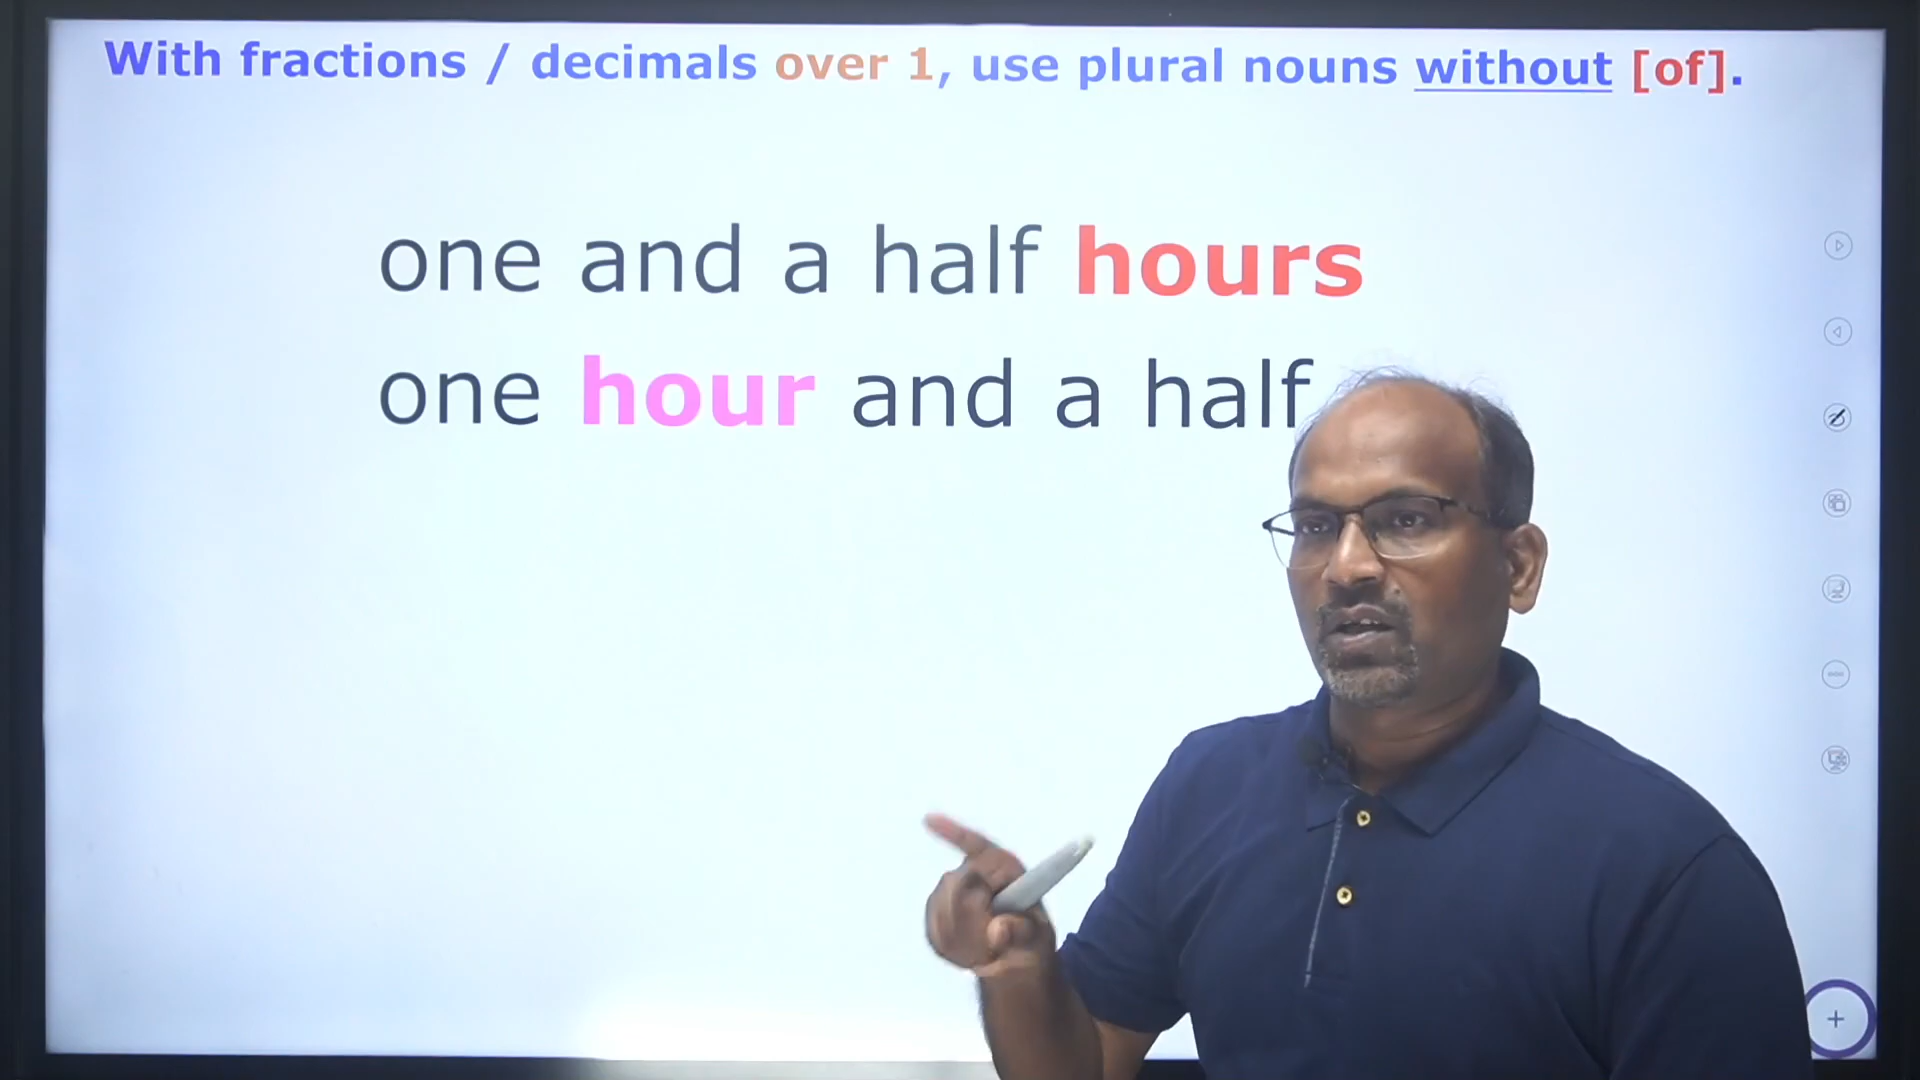 With fractions / decimals over 1, use plural nouns without [of].
one and a half hours
one hour and a half